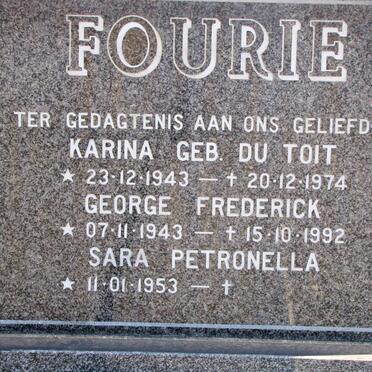 FOURIE
TER GEDAGTENIS AAN ONS GELIEFD
KARINA GEB. DU TOIT
★ 23·12·1943 — ✝ 20·12·1974
GEORGE FREDERICK
★ 07·11·1943 — ✝ 15·10·1992
SARA PETRONELLA
★ 11·01·1953 — ✝